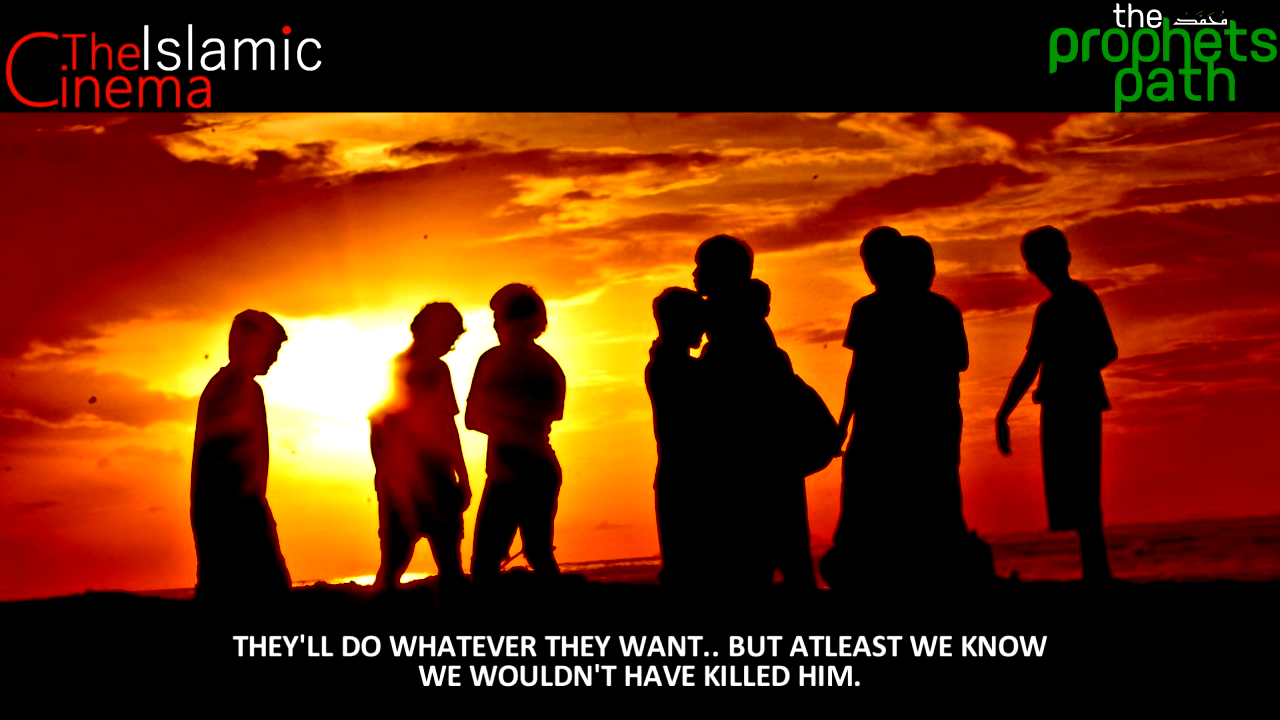 TheIslamic
Cinema
the مُحَمَّد
prophets
path
THEY'LL DO WHATEVER THEY WANT.. BUT ATLEAST WE KNOW
WE WOULDN'T HAVE KILLED HIM.